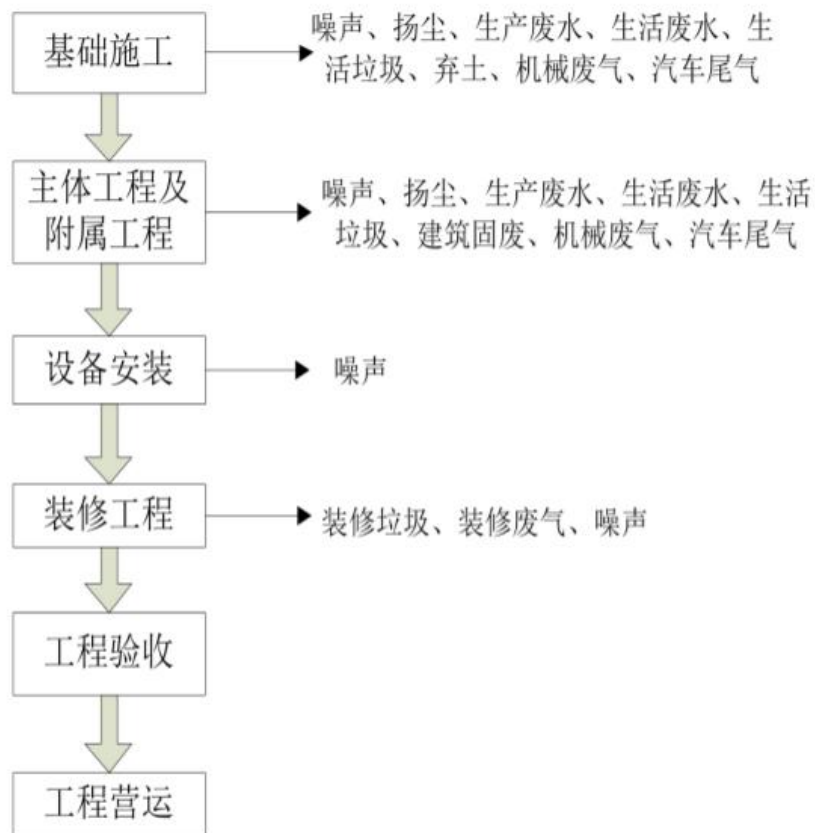 基础施工
噪声、扬尘、生产废水、生活废水、生
活垃圾、弃土、机械废气、汽车尾气
主体工程及
附属工程
噪声、扬尘、生产废水、生活废水、生活
垃圾、建筑固废、机械废气、汽车尾气
设备安装
噪声
装修工程
装修垃圾、装修废气、噪声
工程验收
工程营运